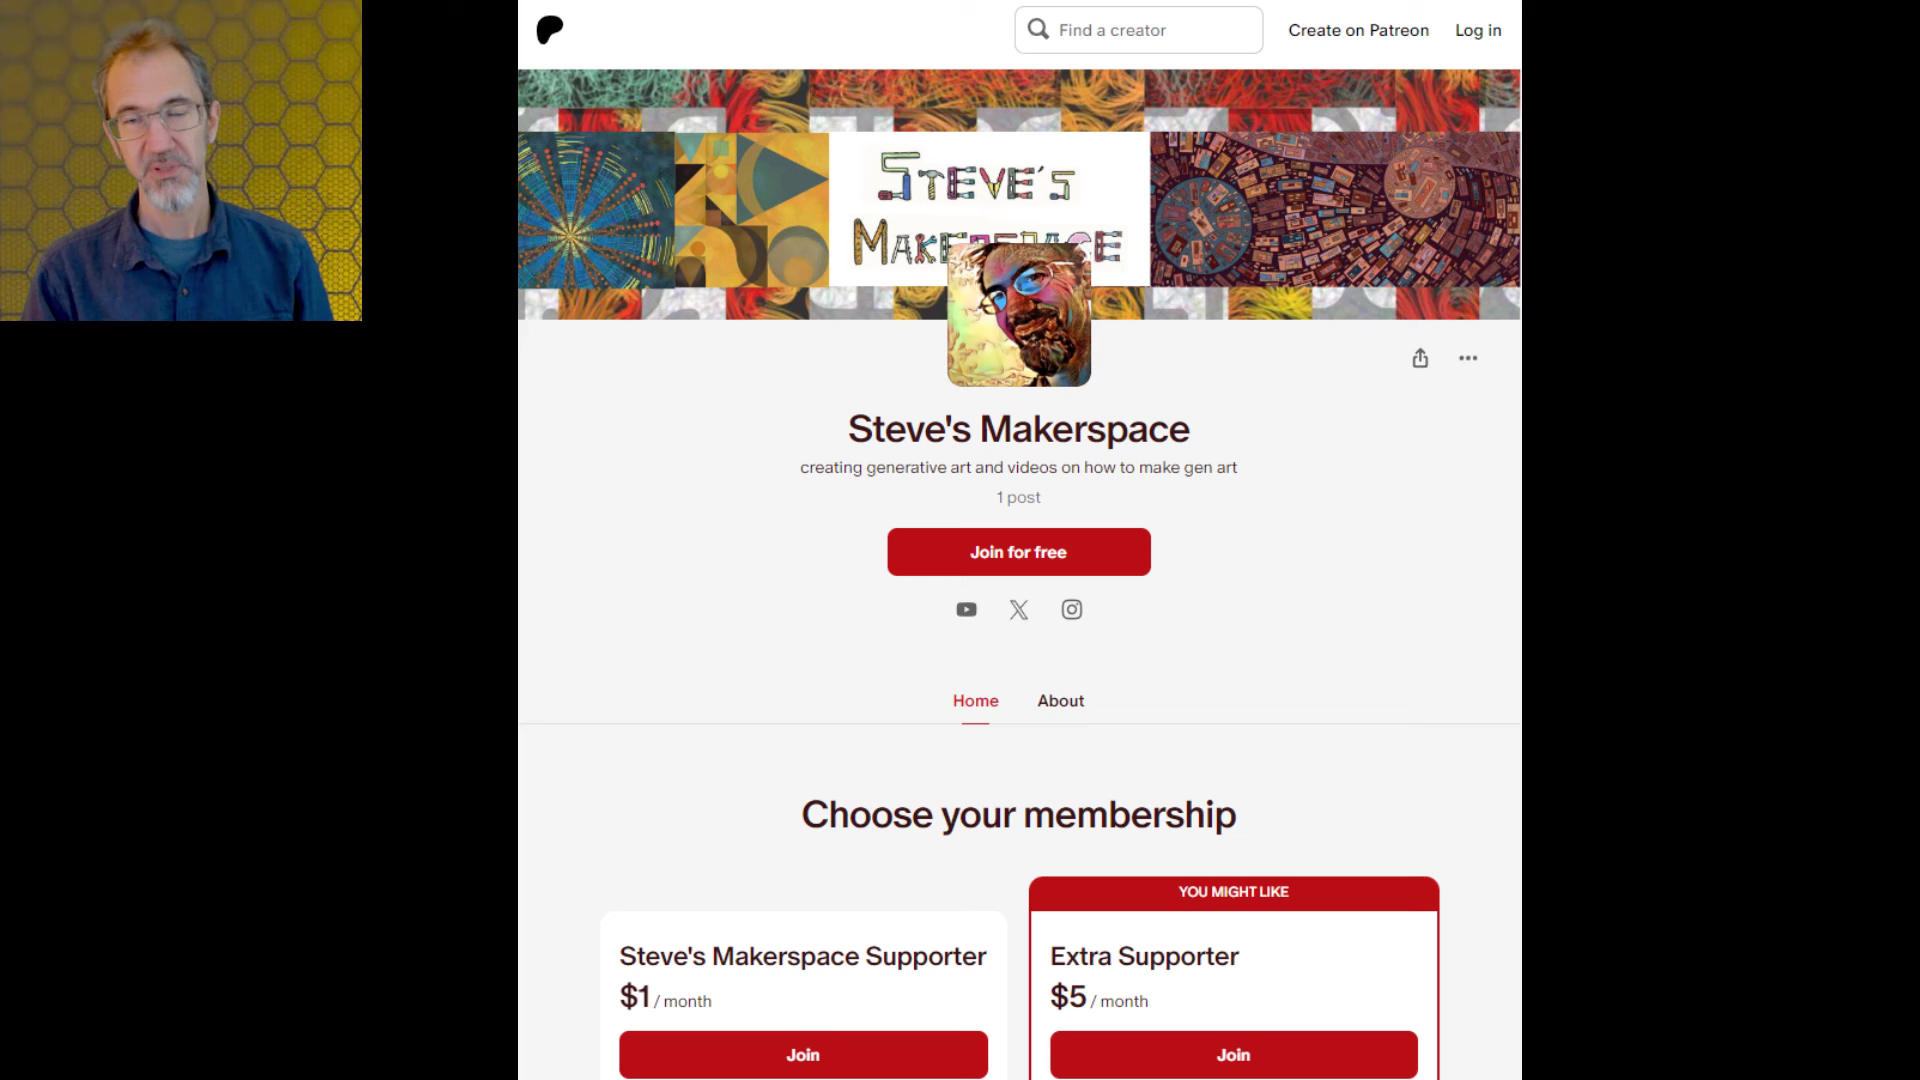 Find a creator
Create on Patreon
Log in
STEVE'S
MAKERSPACE
Steve's Makerspace
creating generative art and videos on how to make gen art
1 post
Join for free
Home
About
Choose your membership
YOU MIGHT LIKE
Steve's Makerspace Supporter
$1 / month
Join
Extra Supporter
$5 / month
Join